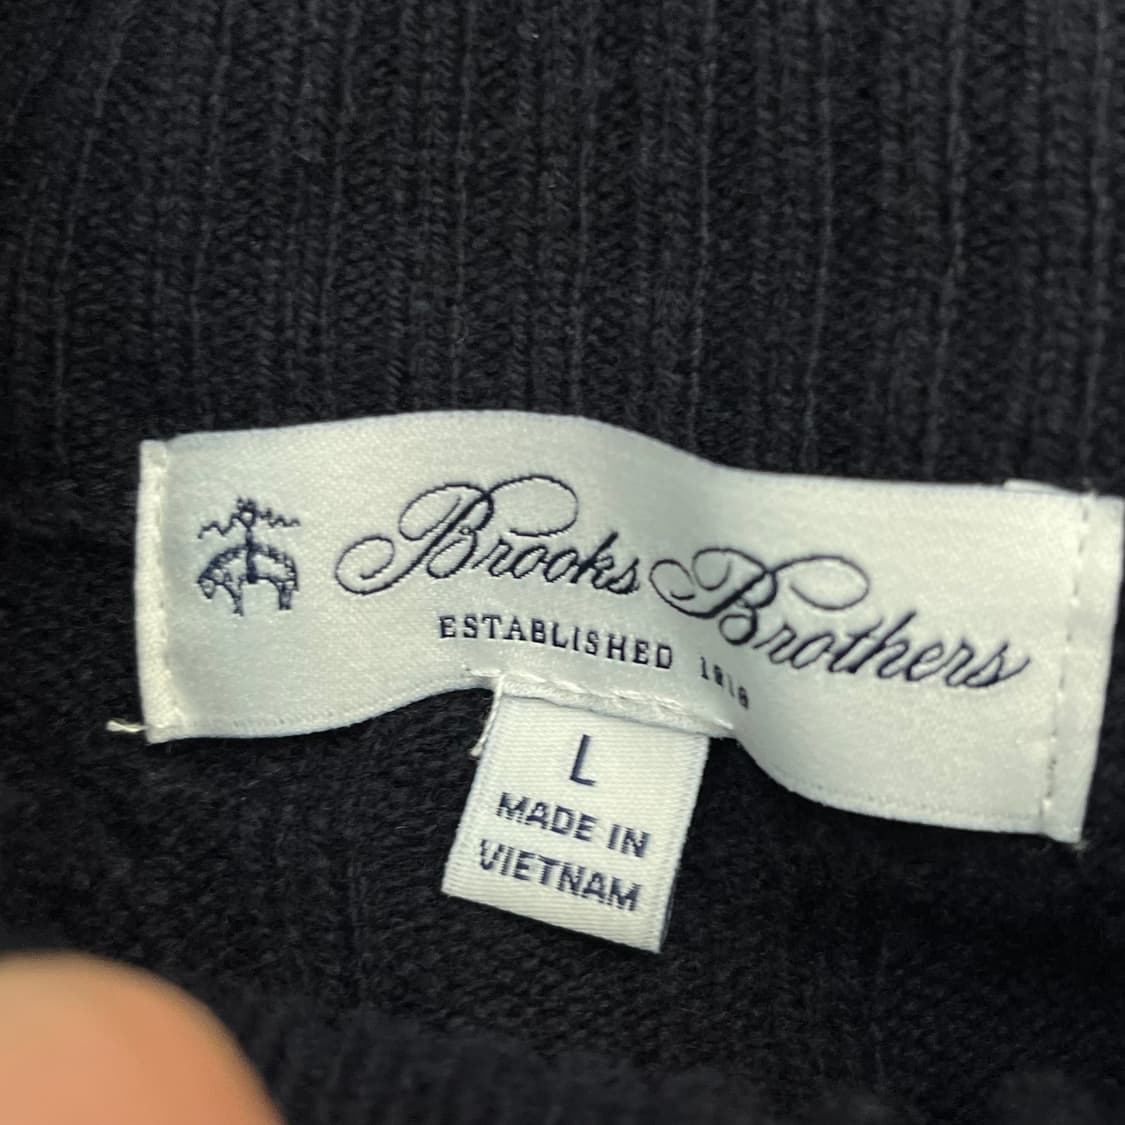 Brooks Brothers
ESTABLISHED 1818
L
MADE IN
VIETNAM